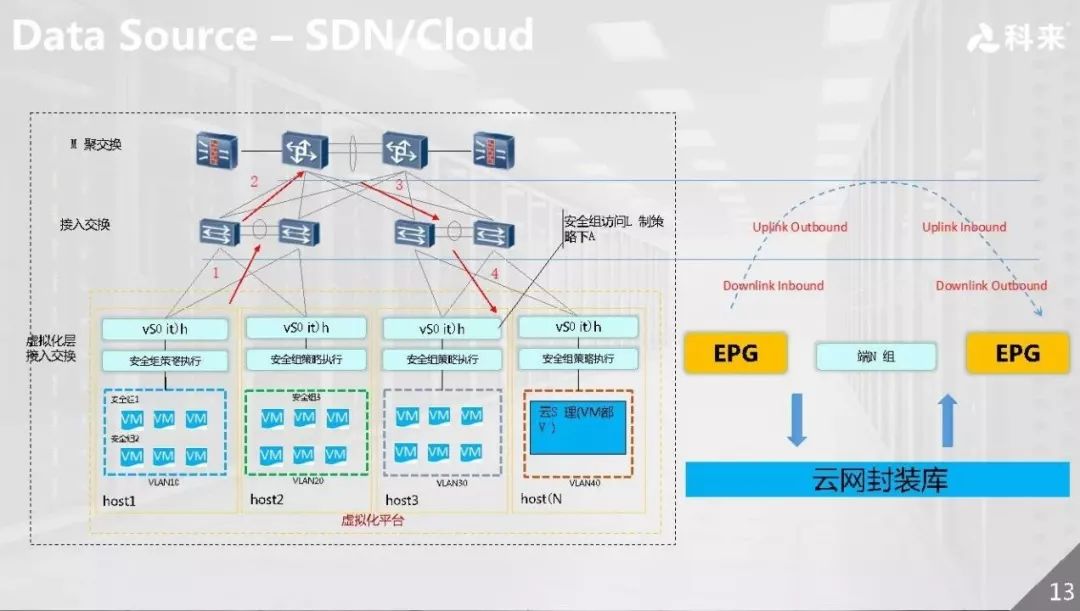 Data Source – SDN/Cloud
科来
M 聚交换
2
3
接入交换
安全组访问L 制策
略下A
1
4
Uplink Outbound
Uplink Inbound
Downlink Inbound
Downlink Outbound
虚拟化层
接入交换
vS0 it)h
vS0 it)h
vS0 it)h
vS0 it)h
安全组策略执行
安全组策略执行
安全组策略执行
安全组策略执行
EPG
端N 组
EPG
安全组1
VM VM VM
安全组2
VM VM VM
VLAN10
host1
安全组3
VM VM VM
VM VM VM
VLAN20
host2
VM VM VM
VM VM VM
VLAN30
host3
云S 理(VM部
V')
VLAN40
host(N
虚拟化平台
云网封装库
13